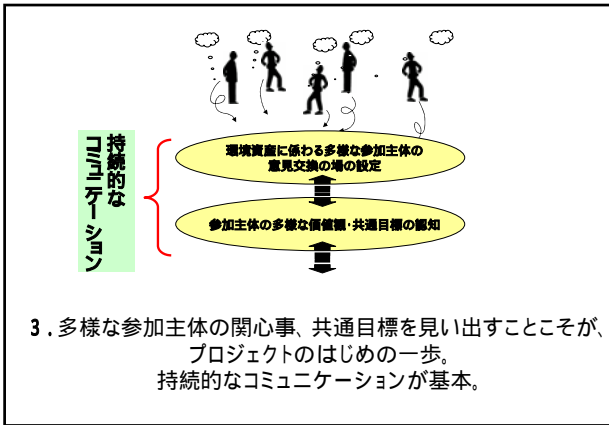 環境資産に係わる多様な参加主体の
意見交換の場の設定
持続的な
コミュニケーション
参加主体の多様な価値観・共通目標の認知
3.多様な参加主体の関心事、共通目標を見い出すことこそが、
プロジェクトのはじめの一歩。
持続的なコミュニケーションが基本。